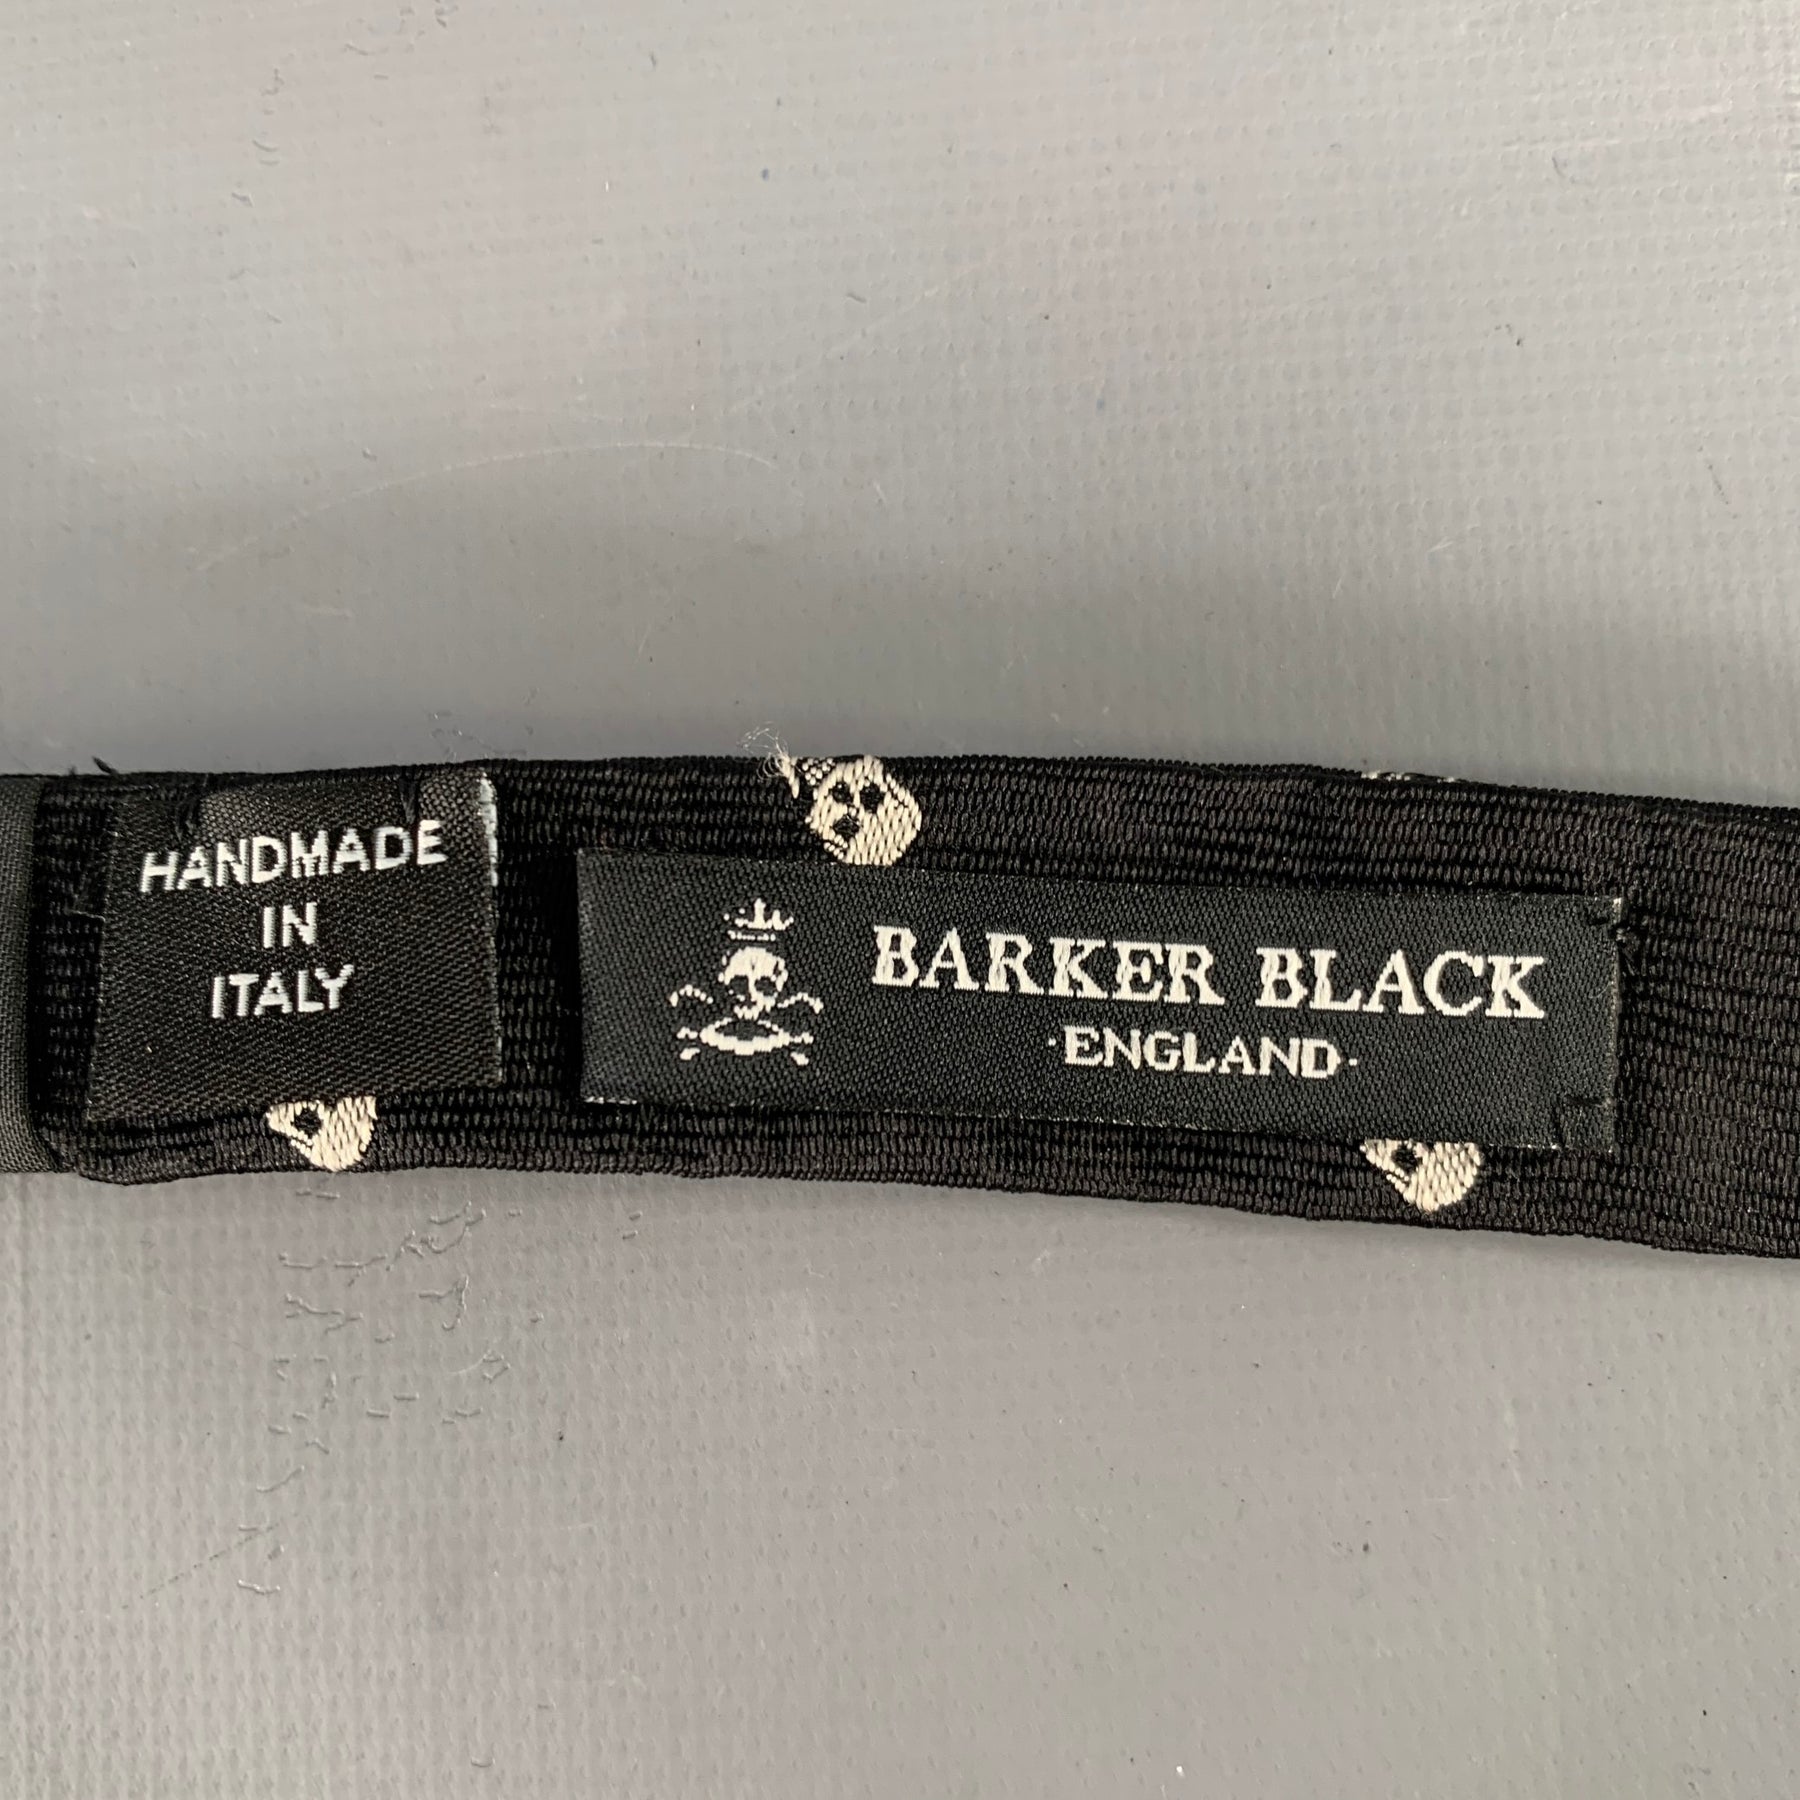 HANDMADE
IN
ITALY
BARKER BLACK
·ENGLAND·